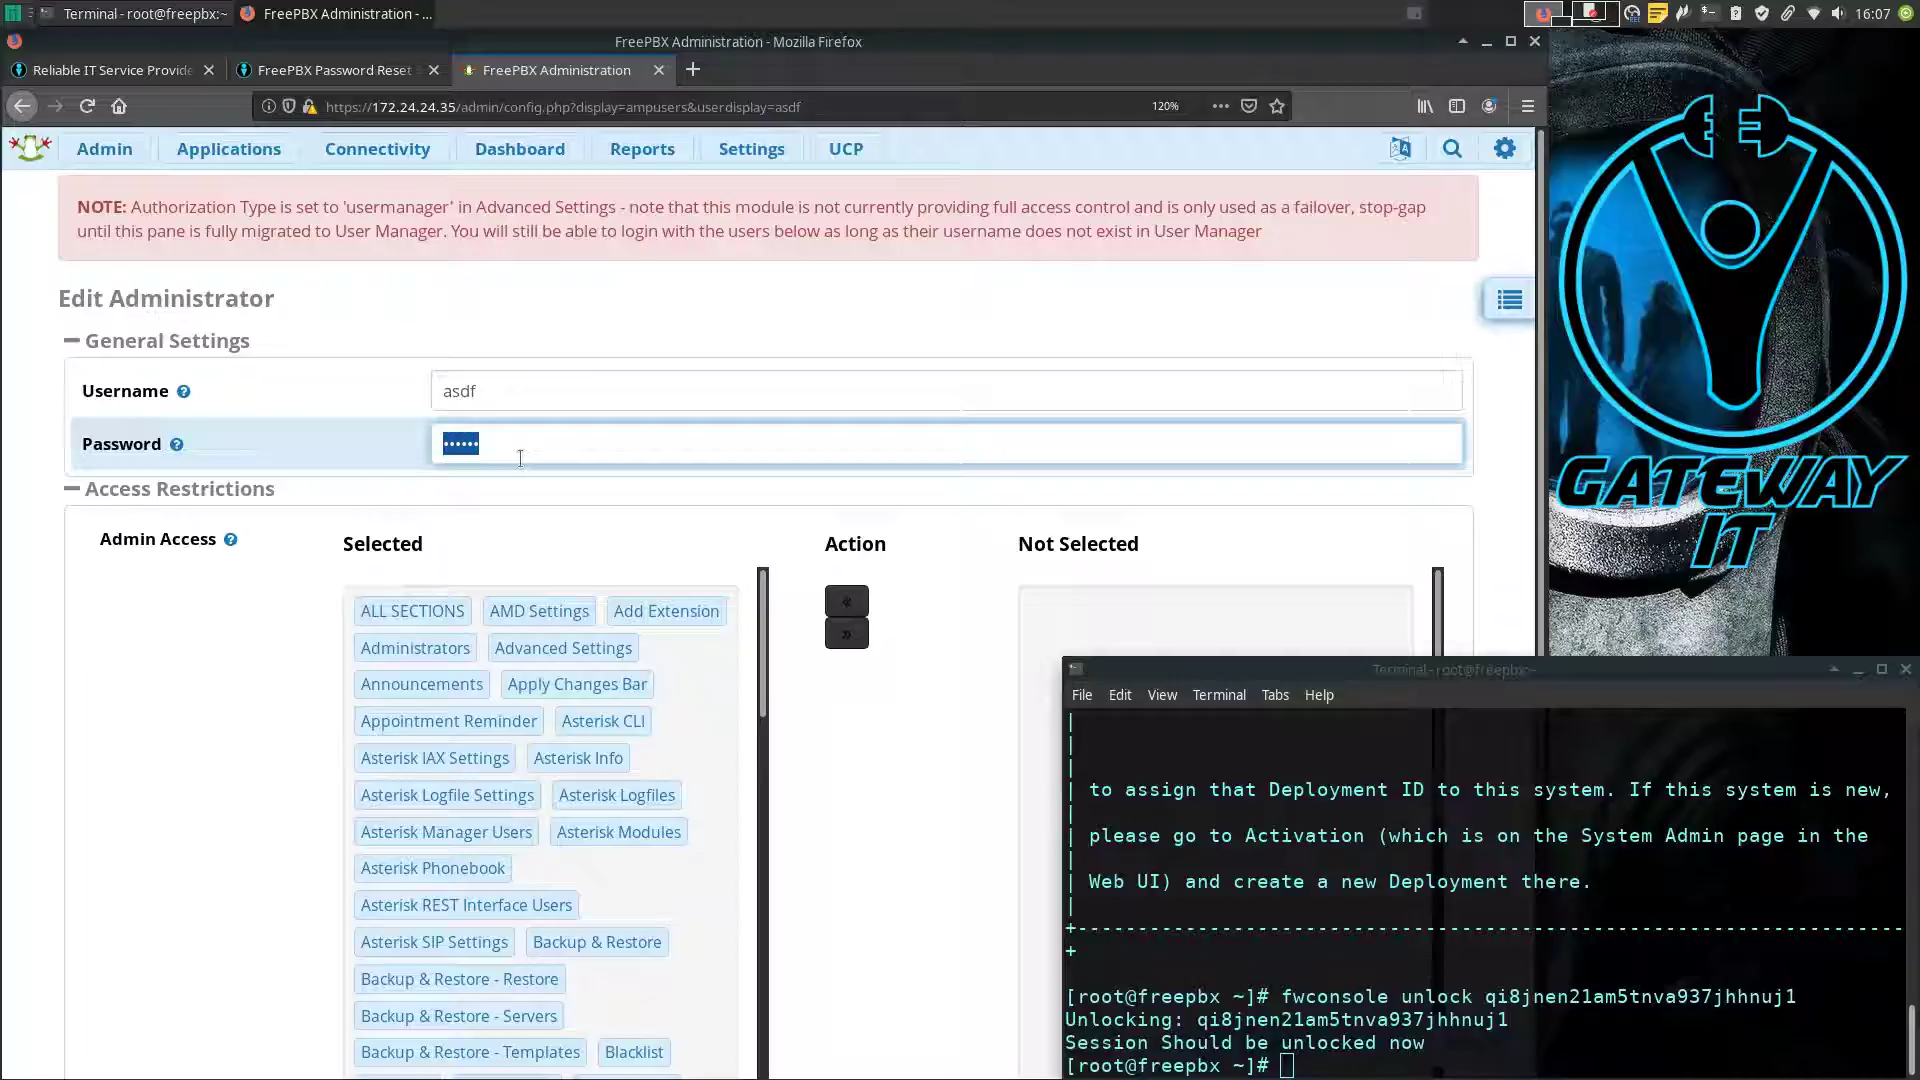 Terminal - root@freepbx:~
FreePBX Administration - ...
16:07
FreePBX Administration - Mozilla Firefox
Reliable IT Service Provide
FreePBX Password Reset
FreePBX Administration
https://172.24.24.35/admin/config.php?display=ampusers&userdisplay=asdf
120%
Admin
Applications
Connectivity
Dashboard
Reports
Settings
UCP
NOTE: Authorization Type is set to 'usermanager' in Advanced Settings - note that this module is not currently providing full access control and is only used as a failover, stop-gap
until this pane is fully migrated to User Manager. You will still be able to login with the users below as long as their username does not exist in User Manager
Edit Administrator
General Settings
Username
asdf
Password
••••••
Access Restrictions
Admin Access
Selected
Action
Not Selected
ALL SECTIONS AMD Settings Add Extension
Administrators Advanced Settings
Announcements Apply Changes Bar
Appointment Reminder Asterisk CLI
Asterisk IAX Settings Asterisk Info
Asterisk Logfile Settings Asterisk Logfiles
Asterisk Manager Users Asterisk Modules
Asterisk Phonebook
Asterisk REST Interface Users
Asterisk SIP Settings Backup & Restore
Backup & Restore - Restore
Backup & Restore - Servers
Backup & Restore - Templates Blacklist
«
»
GATEWAY
IT
Terminal - root@freepbx:~
File Edit View Terminal Tabs Help
|
|
|
| to assign that Deployment ID to this system. If this system is new,
|
| please go to Activation (which is on the System Admin page in the
|
| Web UI) and create a new Deployment there.
|
+---------------------------------------------------------------------
+
[root@freepbx ~]# fwconsole unlock qi8jnen21am5tnva937jhhnuj1
Unlocking: qi8jnen21am5tnva937jhhnuj1
Session Should be unlocked now
[root@freepbx ~]#